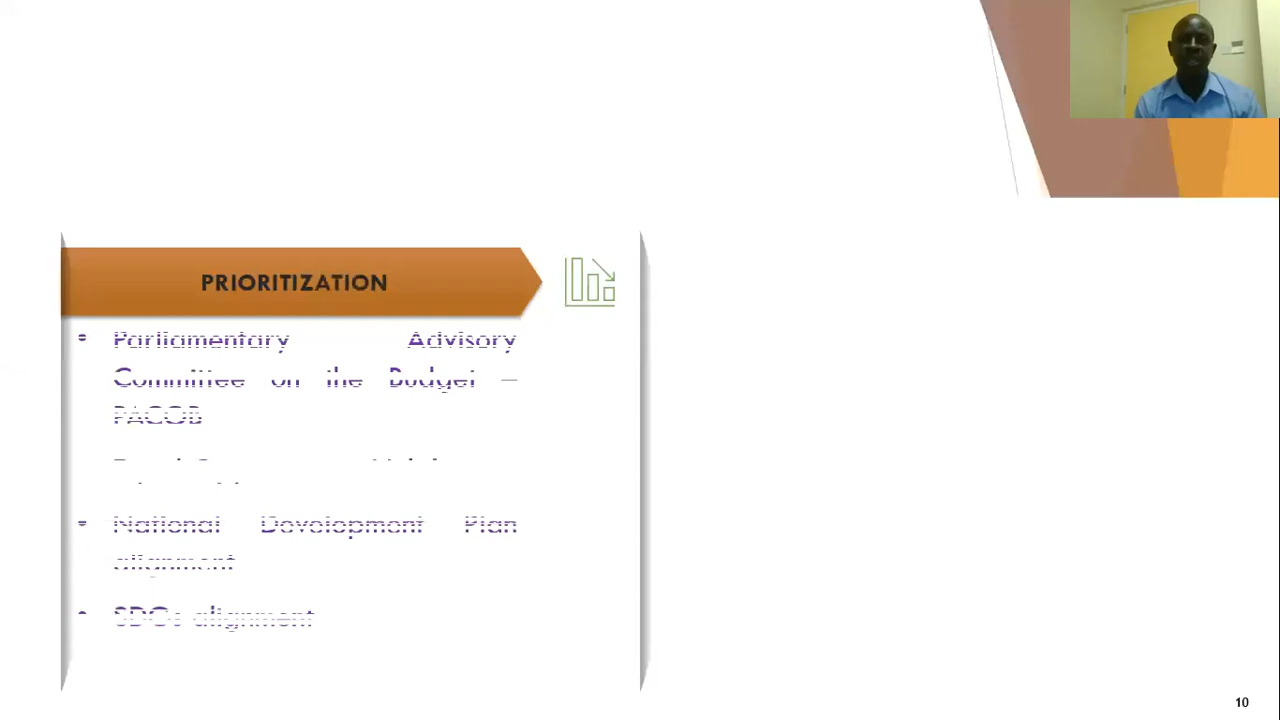 PRIORITIZATION
• Parliamentary Advisory
Committee on the Budget –
PACOB
• National Development Plan
alignment
• SDGs alignment
10